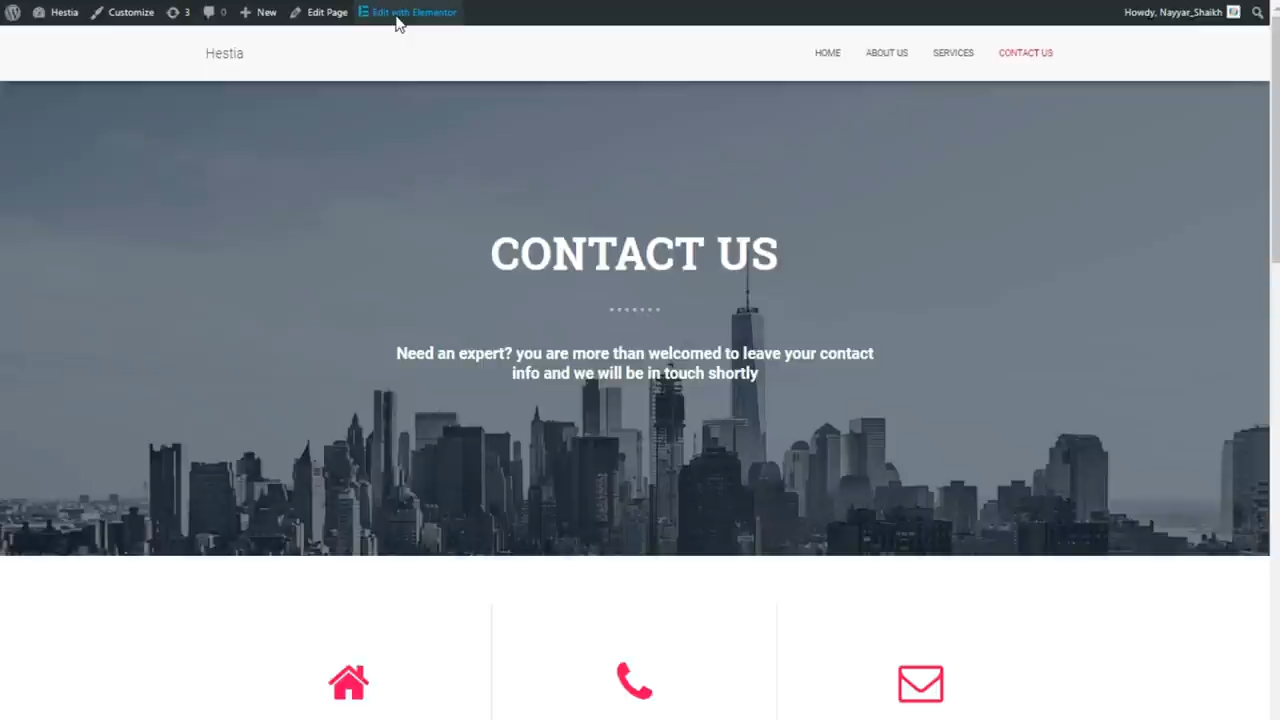 Hestia Customize 3 0 New Edit Page Edit with Elementor Howdy, Nayyar_Shaikh
Hestia HOME ABOUT US SERVICES CONTACT US
CONTACT US
Need an expert? you are more than welcomed to leave your contact
info and we will be in touch shortly